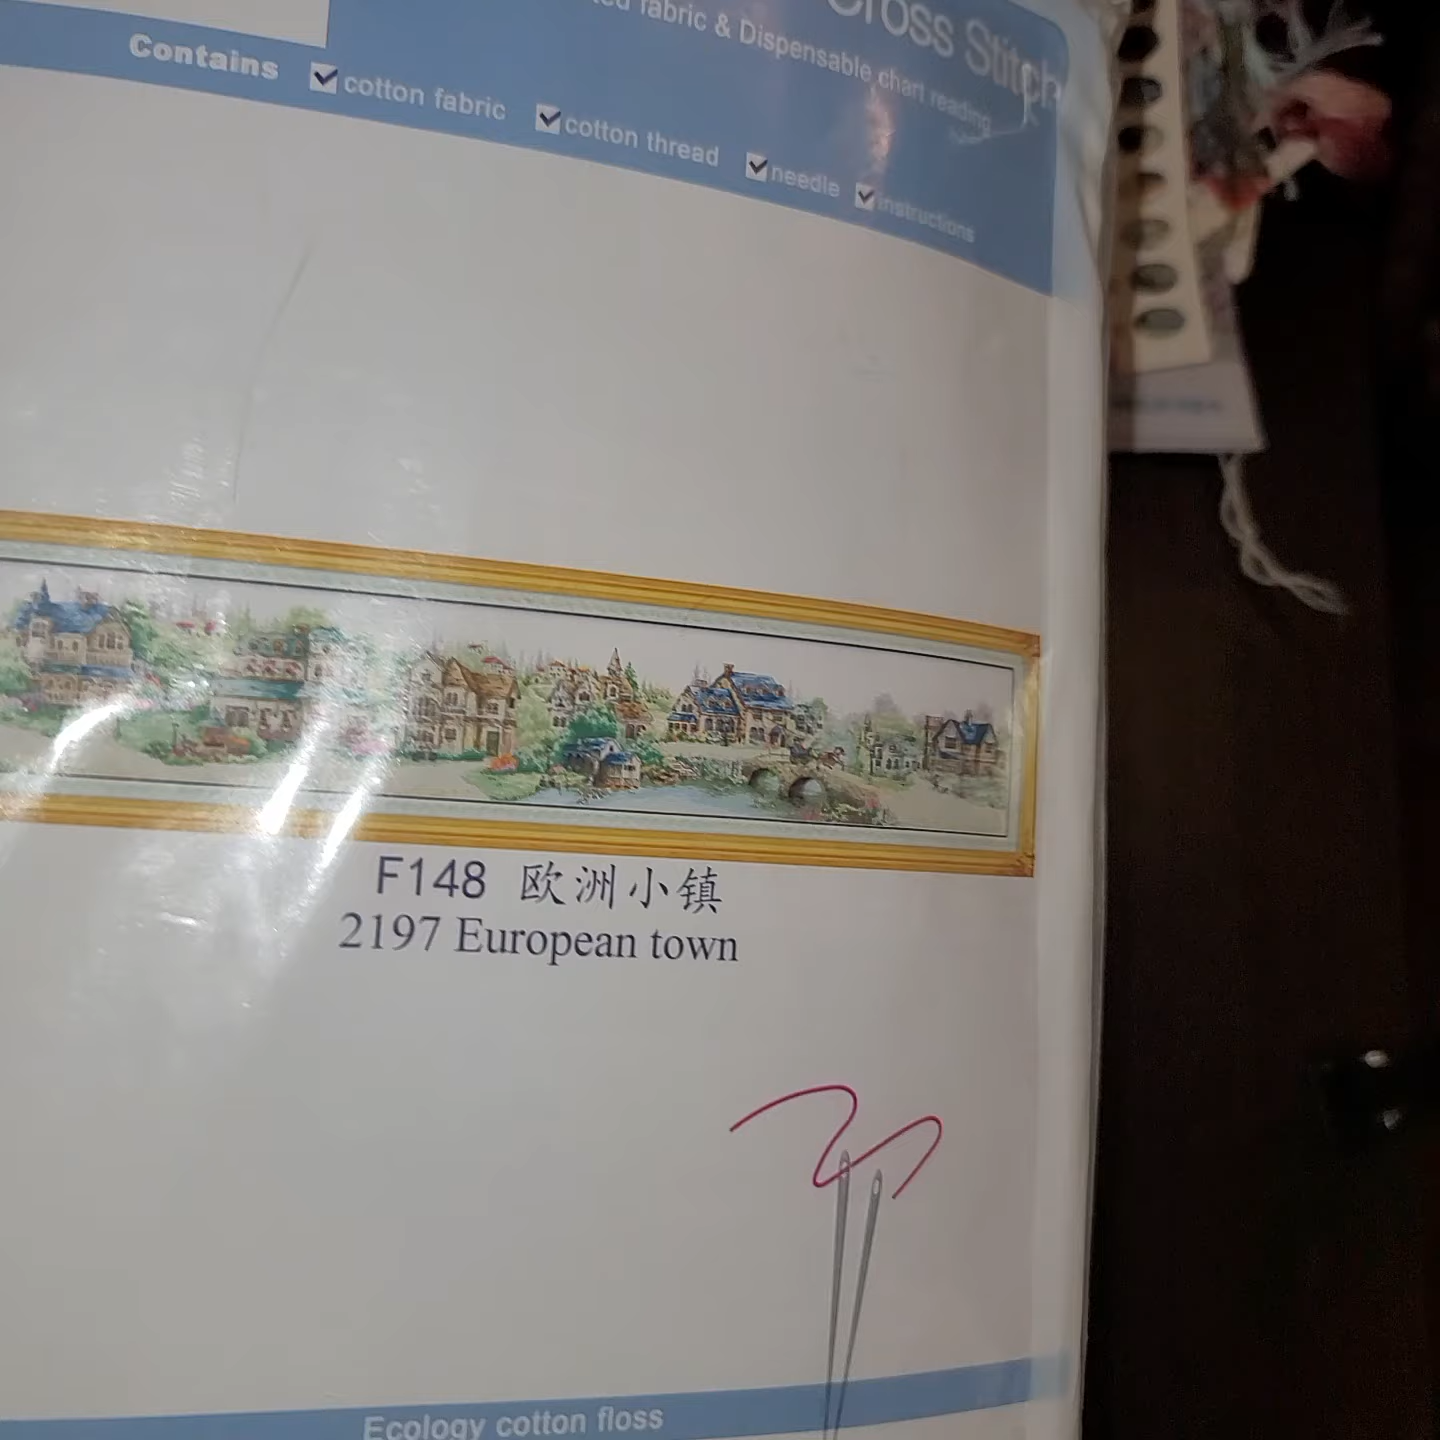 Cross Stitch
fabric & Dispensable chart reading
Contains cotton fabric cotton thread needle instructions
F148 欧洲小镇
2197 European town
Ecology cotton floss